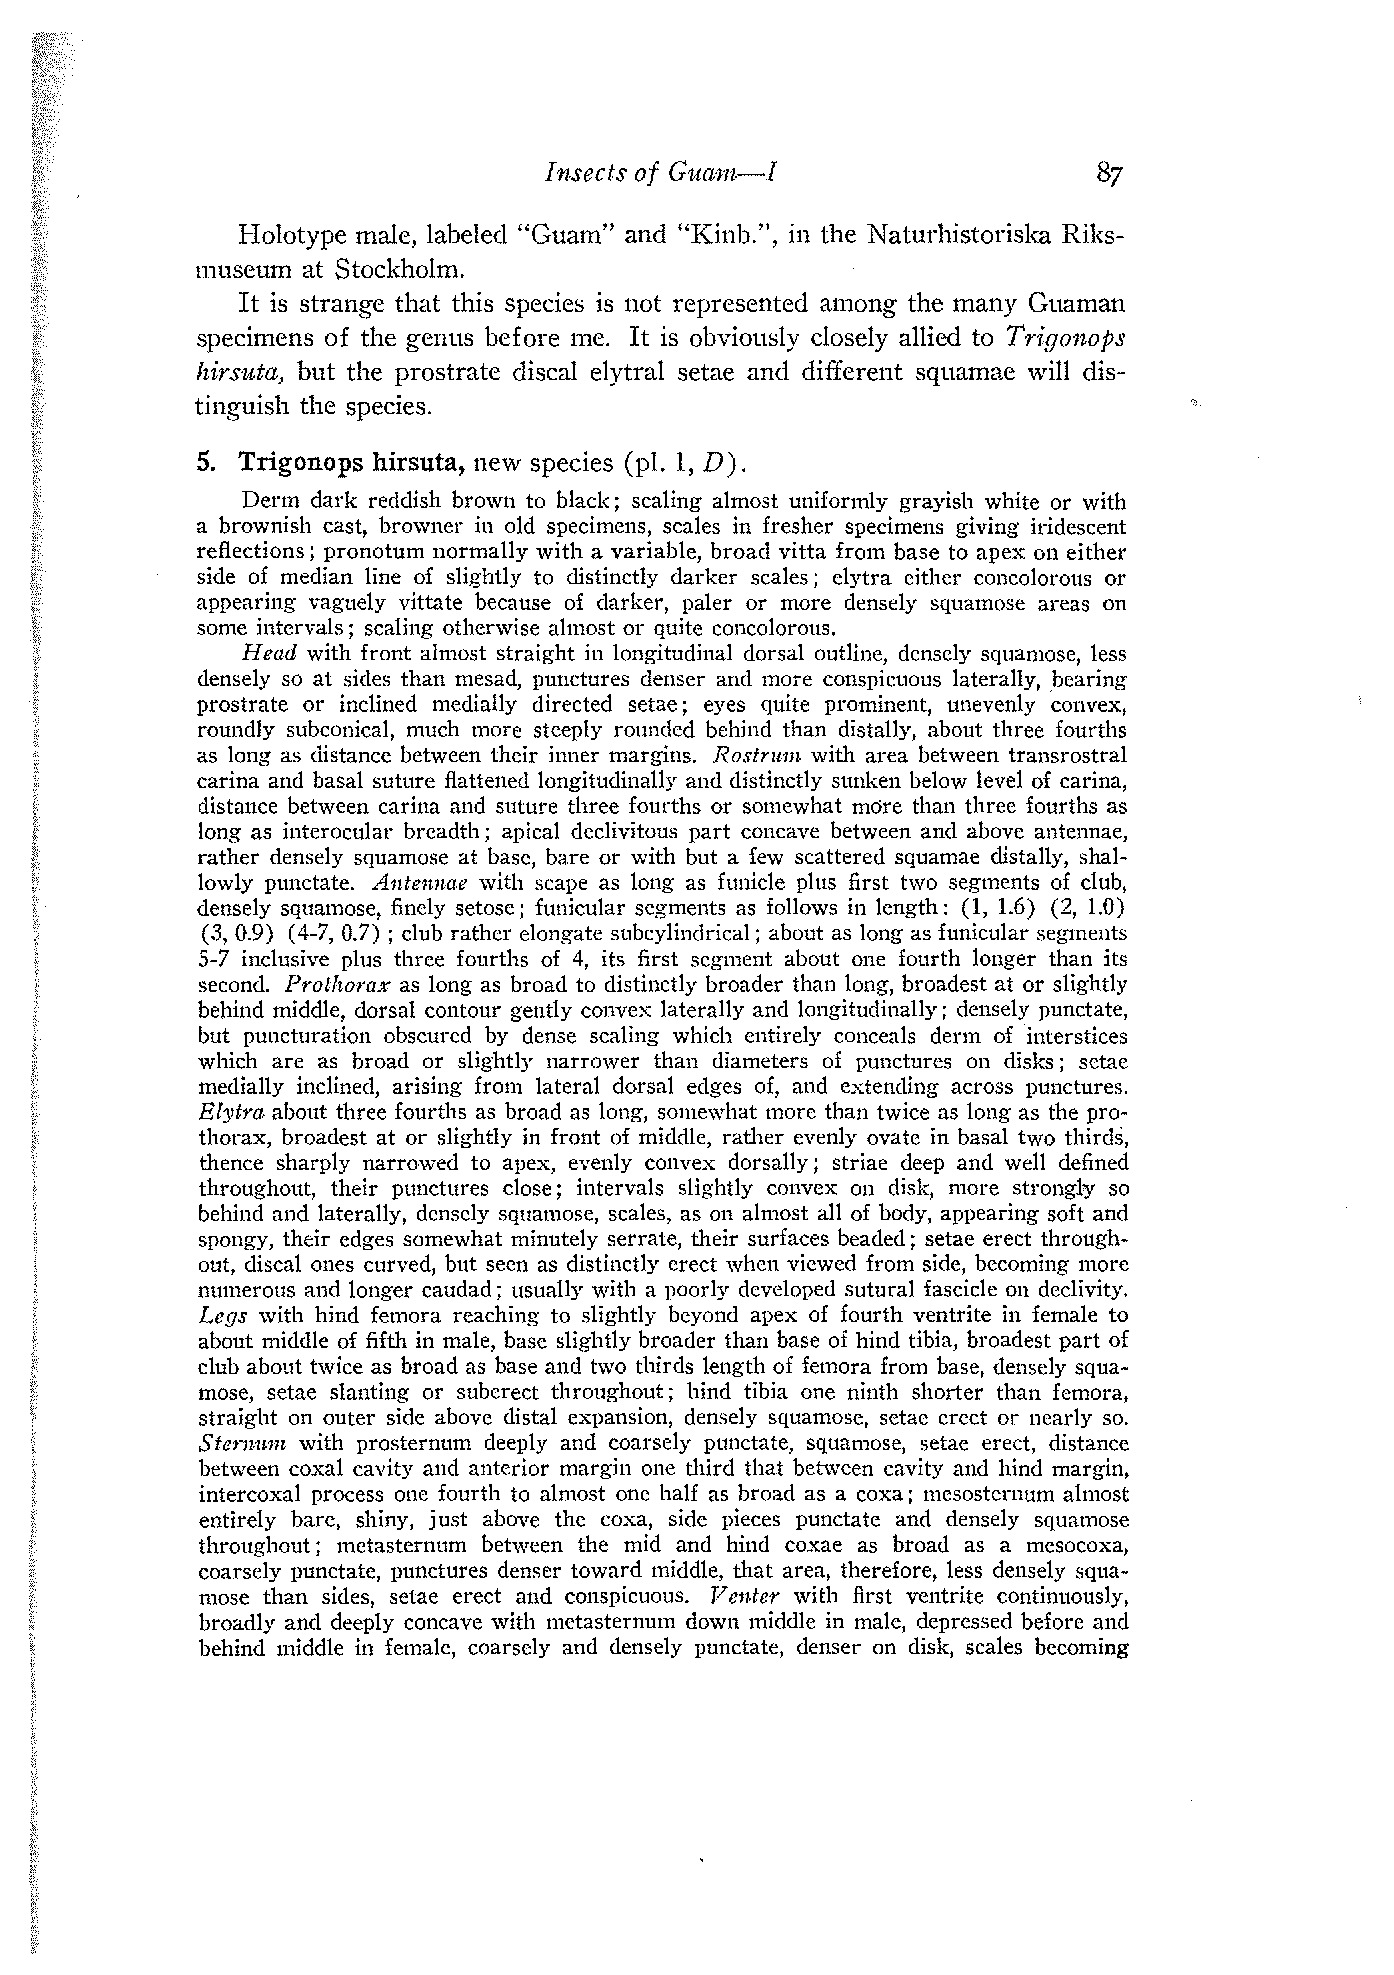 Insects of Guam—I 87
Holotype male, labeled "Guam" and "Kinb.", in the Naturhistoriska Riks-
museum at Stockholm.
It is strange that this species is not represented among the many Guaman
specimens of the genus before me. It is obviously closely allied to Trigonops
hirsuta, but the prostrate discal elytral setae and different squamae will dis-
tinguish the species.
5. Trigonops hirsuta, new species (pl. 1, D).
Derm dark reddish brown to black; scaling almost uniformly grayish white or with
a brownish cast, browner in old specimens, scales in fresher specimens giving iridescent
reflections; pronotum normally with a variable, broad vitta from base to apex on either
side of median line of slightly to distinctly darker scales; elytra either concolorous or
appearing vaguely vittate because of darker, paler or more densely squamose areas on
some intervals; scaling otherwise almost or quite concolorous.
Head with front almost straight in longitudinal dorsal outline, densely squamose, less
densely so at sides than mesad, punctures denser and more conspicuous laterally, bearing
prostrate or inclined medially directed setae; eyes quite prominent, unevenly convex,
roundly subconical, much more steeply rounded behind than distally, about three fourths
as long as distance between their inner margins. Rostrum with area between transrostral
carina and basal suture flattened longitudinally and distinctly sunken below level of carina,
distance between carina and suture three fourths or somewhat more than three fourths as
long as interocular breadth; apical declivitous part concave between and above antennae,
rather densely squamose at base, bare or with but a few scattered squamae distally, shal-
lowly punctate. Antennae with scape as long as funicle plus first two segments of club,
densely squamose, finely setose; funicular segments as follows in length: (1, 1.6) (2, 1.0)
(3, 0.9) (4-7, 0.7) ; club rather elongate subcylindrical; about as long as funicular segments
5-7 inclusive plus three fourths of 4, its first segment about one fourth longer than its
second. Prothorax as long as broad to distinctly broader than long, broadest at or slightly
behind middle, dorsal contour gently convex laterally and longitudinally; densely punctate,
but puncturation obscured by dense scaling which entirely conceals derm of interstices
which are as broad or slightly narrower than diameters of punctures on disks; setae
medially inclined, arising from lateral dorsal edges of, and extending across punctures.
Elytra about three fourths as broad as long, somewhat more than twice as long as the pro-
thorax, broadest at or slightly in front of middle, rather evenly ovate in basal two thirds,
thence sharply narrowed to apex, evenly convex dorsally; striae deep and well defined
throughout, their punctures close; intervals slightly convex on disk, more strongly so
behind and laterally, densely squamose, scales, as on almost all of body, appearing soft and
spongy, their edges somewhat minutely serrate, their surfaces beaded; setae erect through-
out, discal ones curved, but seen as distinctly erect when viewed from side, becoming more
numerous and longer caudad; usually with a poorly developed sutural fascicle on declivity.
Legs with hind femora reaching to slightly beyond apex of fourth ventrite in female to
about middle of fifth in male, base slightly broader than base of hind tibia, broadest part of
club about twice as broad as base and two thirds length of femora from base, densely squa-
mose, setae slanting or suberect throughout; hind tibia one ninth shorter than femora,
straight on outer side above distal expansion, densely squamose, setae erect or nearly so.
Sternum with prosternum deeply and coarsely punctate, squamose, setae erect, distance
between coxal cavity and anterior margin one third that between cavity and hind margin,
intercoxal process one fourth to almost one half as broad as a coxa; mesosternum almost
entirely bare, shiny, just above the coxa, side pieces punctate and densely squamose
throughout; metasternum between the mid and hind coxae as broad as a mesocoxa,
coarsely punctate, punctures denser toward middle, that area, therefore, less densely squa-
mose than sides, setae erect and conspicuous. Venter with first ventrite continuously,
broadly and deeply concave with metasternum down middle in male, depressed before and
behind middle in female, coarsely and densely punctate, denser on disk, scales becoming